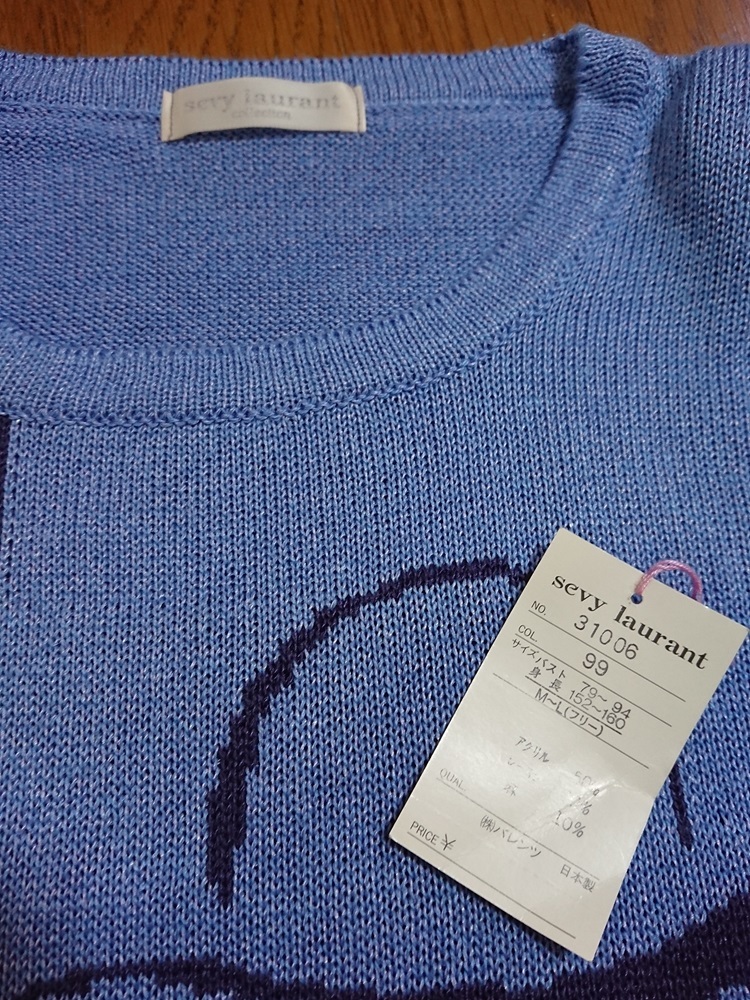 sevy laurant
collection
sevy laurant
NO. 31006
COL. 99
サイズ バスト 79~94
身長 152~160
M~L(フリー)
アクリル
QUAL. 10%
㈱バレンツ
日本製
PRICE ¥